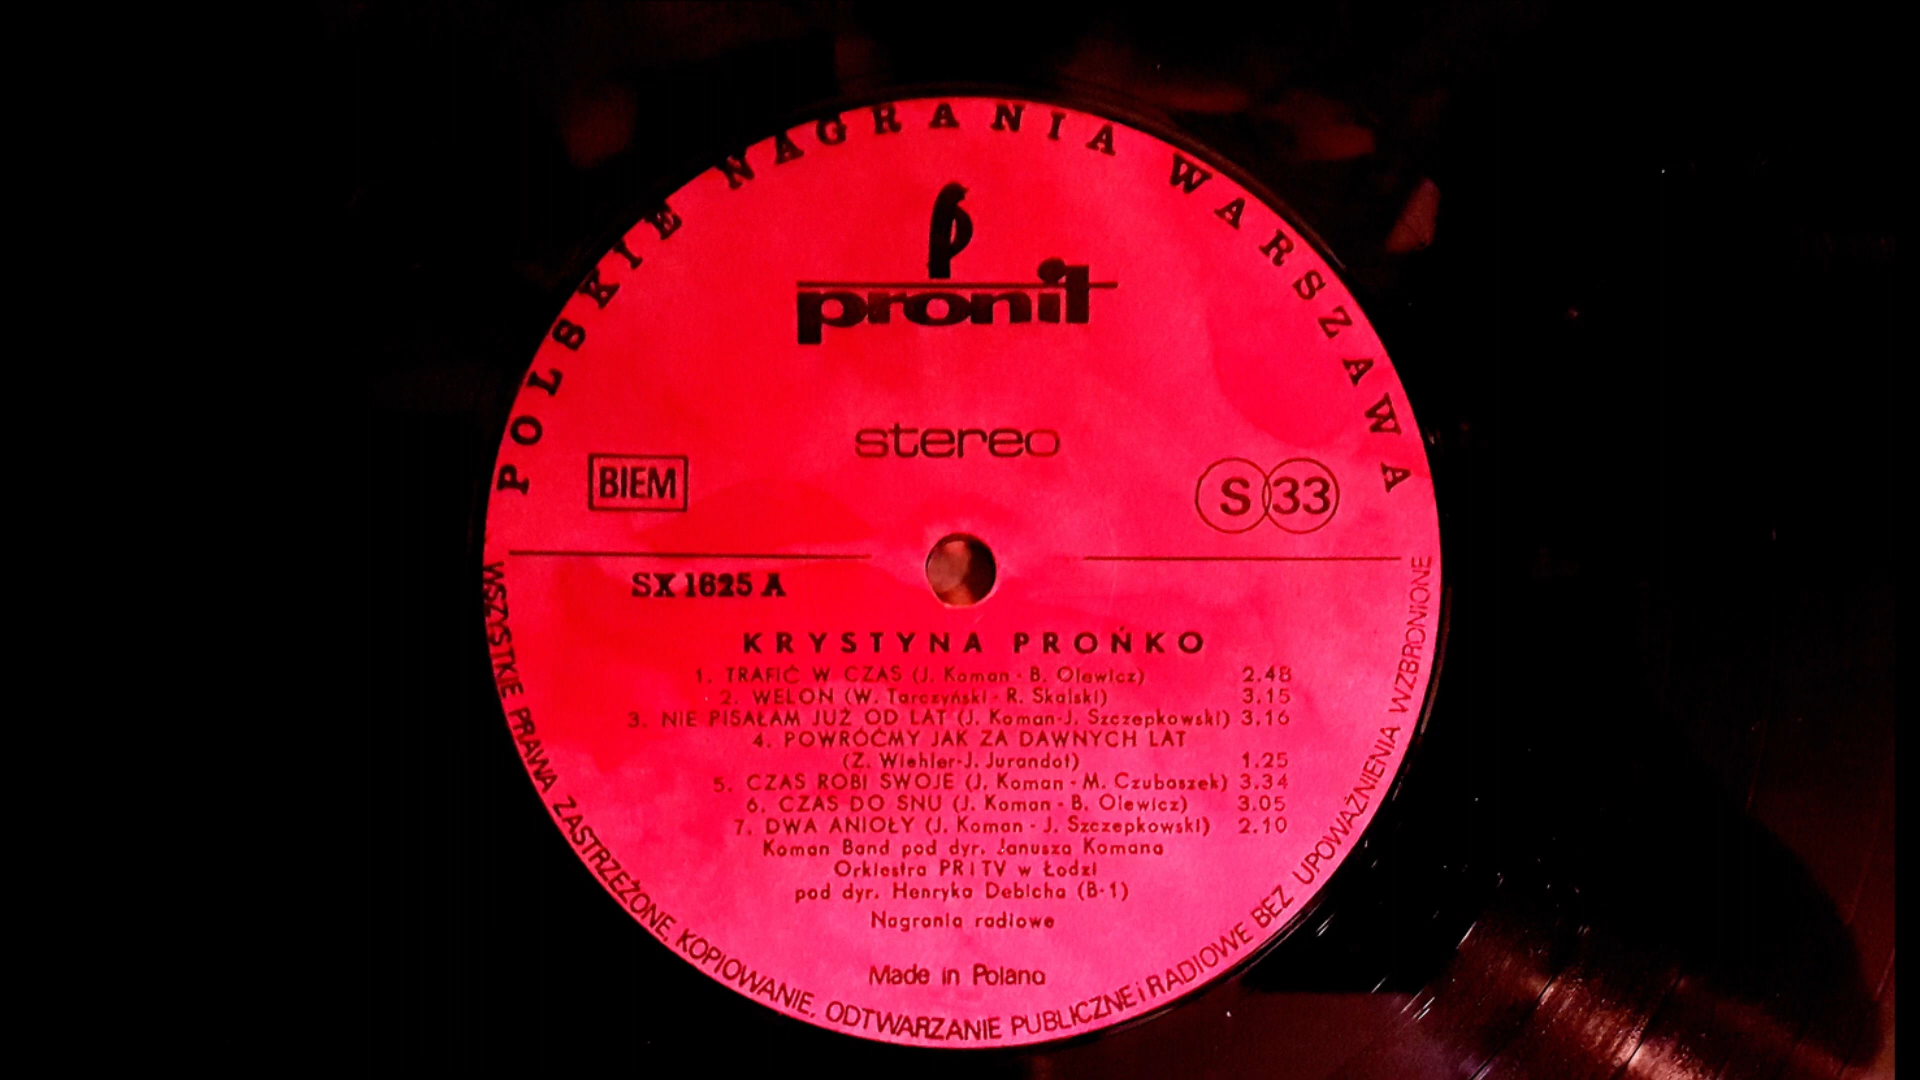 POLSKIE NAGRANIA WARSZAWA
pronit
stereo
BIEM
S 33
SX 1625 A
KRYSTYNA PROŃKO
1. TRAFIĆ W CZAS (J. Koman - B. Olewicz) 2.48
2. WELON (W. Tarczyński - R. Skalski) 3.15
3. NIE PISAŁAM JUŻ OD LAT (J. Koman-J. Szczepkowski) 3.16
4. POWRÓĆMY JAK ZA DAWNYCH LAT
(Z. Wiehler-J. Jurandot) 1.25
5. CZAS ROBI SWOJE (J. Koman - M. Czubaszek) 3.34
6. CZAS DO SNU (J. Koman - B. Olewicz) 3.05
7. DWA ANIOŁY (J. Koman - J. Szczepkowski) 2.10
Koman Band pod dyr. Janusza Komana
Orkiestra PR i TV w Łodzi
pod dyr. Henryka Debicha (B-1)
Nagrania radiowe
Made in Poland
WSZYSTKIE PRAWA ZASTRZEŻONE, KOPIOWANIE, ODTWARZANIE PUBLICZNE i RADIOWE BEZ UPOWAŻNIENIA WZBRONIONE